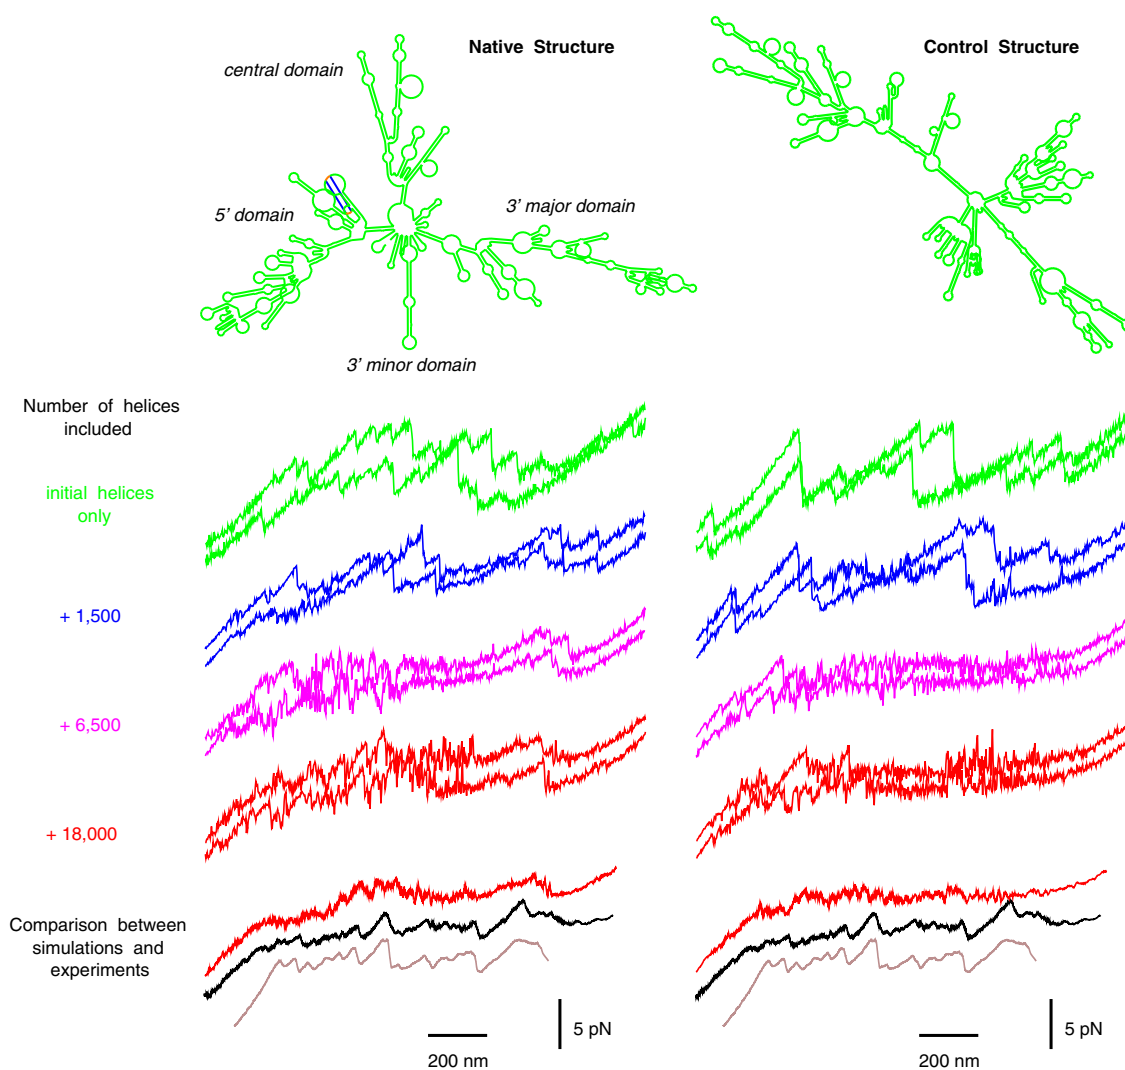 Native Structure
Control Structure
central domain
5' domain
3' major domain
3' minor domain
Number of helices
included
initial helices
only
+ 1,500
+ 6,500
+ 18,000
Comparison between
simulations and
experiments
5 pN
200 nm
5 pN
200 nm